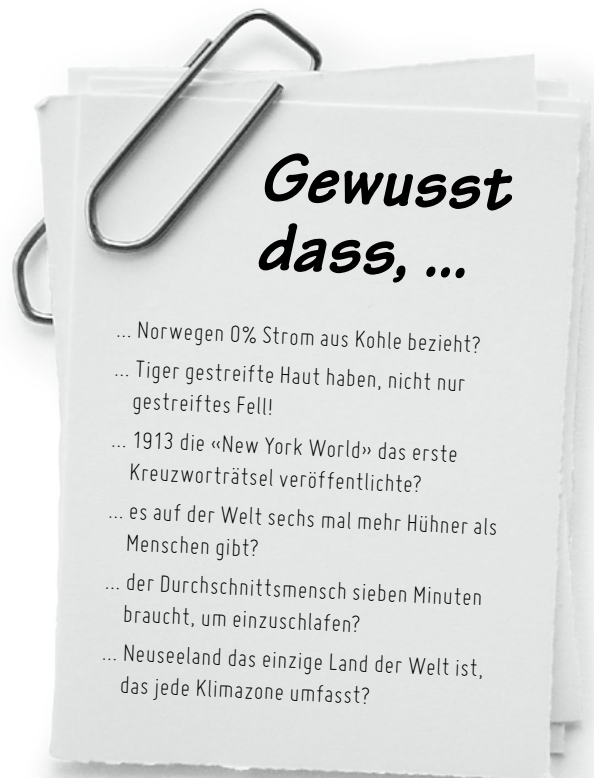 Gewusst
dass, ...
... Norwegen 0% Strom aus Kohle bezieht?
... Tiger gestreifte Haut haben, nicht nur
gestreiftes Fell!
... 1913 die «New York World» das erste
Kreuzworträtsel veröffentlichte?
... es auf der Welt sechs mal mehr Hühner als
Menschen gibt?
... der Durchschnittsmensch sieben Minuten
braucht, um einzuschlafen?
... Neuseeland das einzige Land der Welt ist,
das jede Klimazone umfasst?